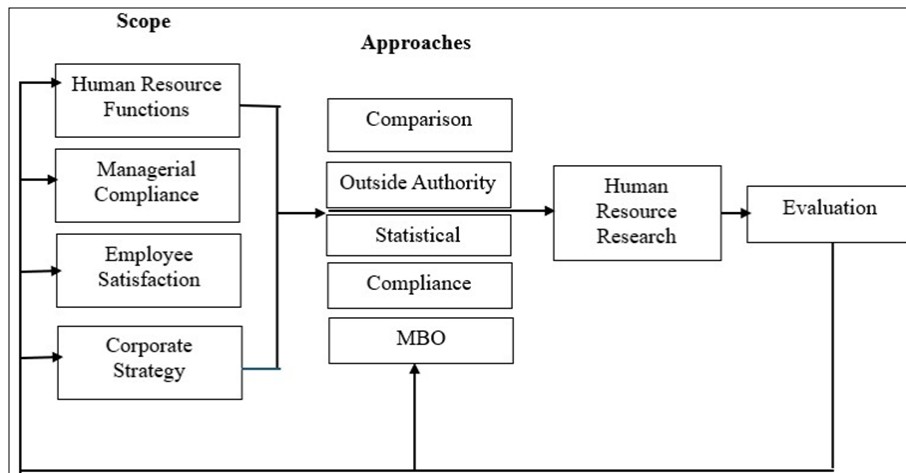 Scope
Approaches
Human Resource
Functions
Managerial
Compliance
Employee
Satisfaction
Corporate
Strategy
Comparison
Outside Authority
Statistical
Compliance
MBO
Human
Resource
Research
Evaluation